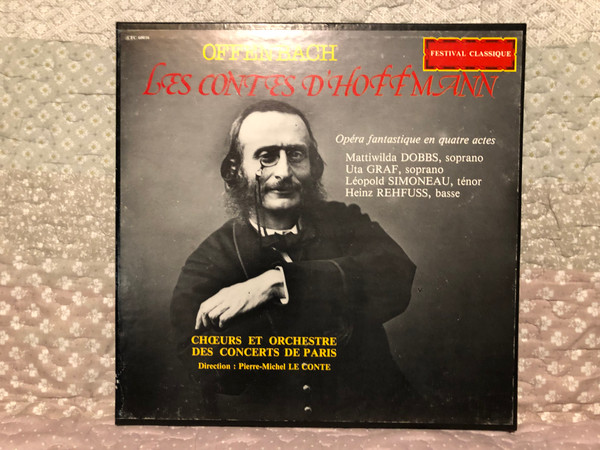 OFFENBACH
FESTIVAL CLASSIQUE
LES CONTES D'HOFFMANN
Opéra fantastique en quatre actes
Mattiwilda DOBBS, soprano
Uta GRAF, soprano
Léopold SIMONEAU, ténor
Heinz REHFUSS, basse
CHŒURS ET ORCHESTRE
DES CONCERTS DE PARIS
Direction : Pierre-Michel LE CONTE